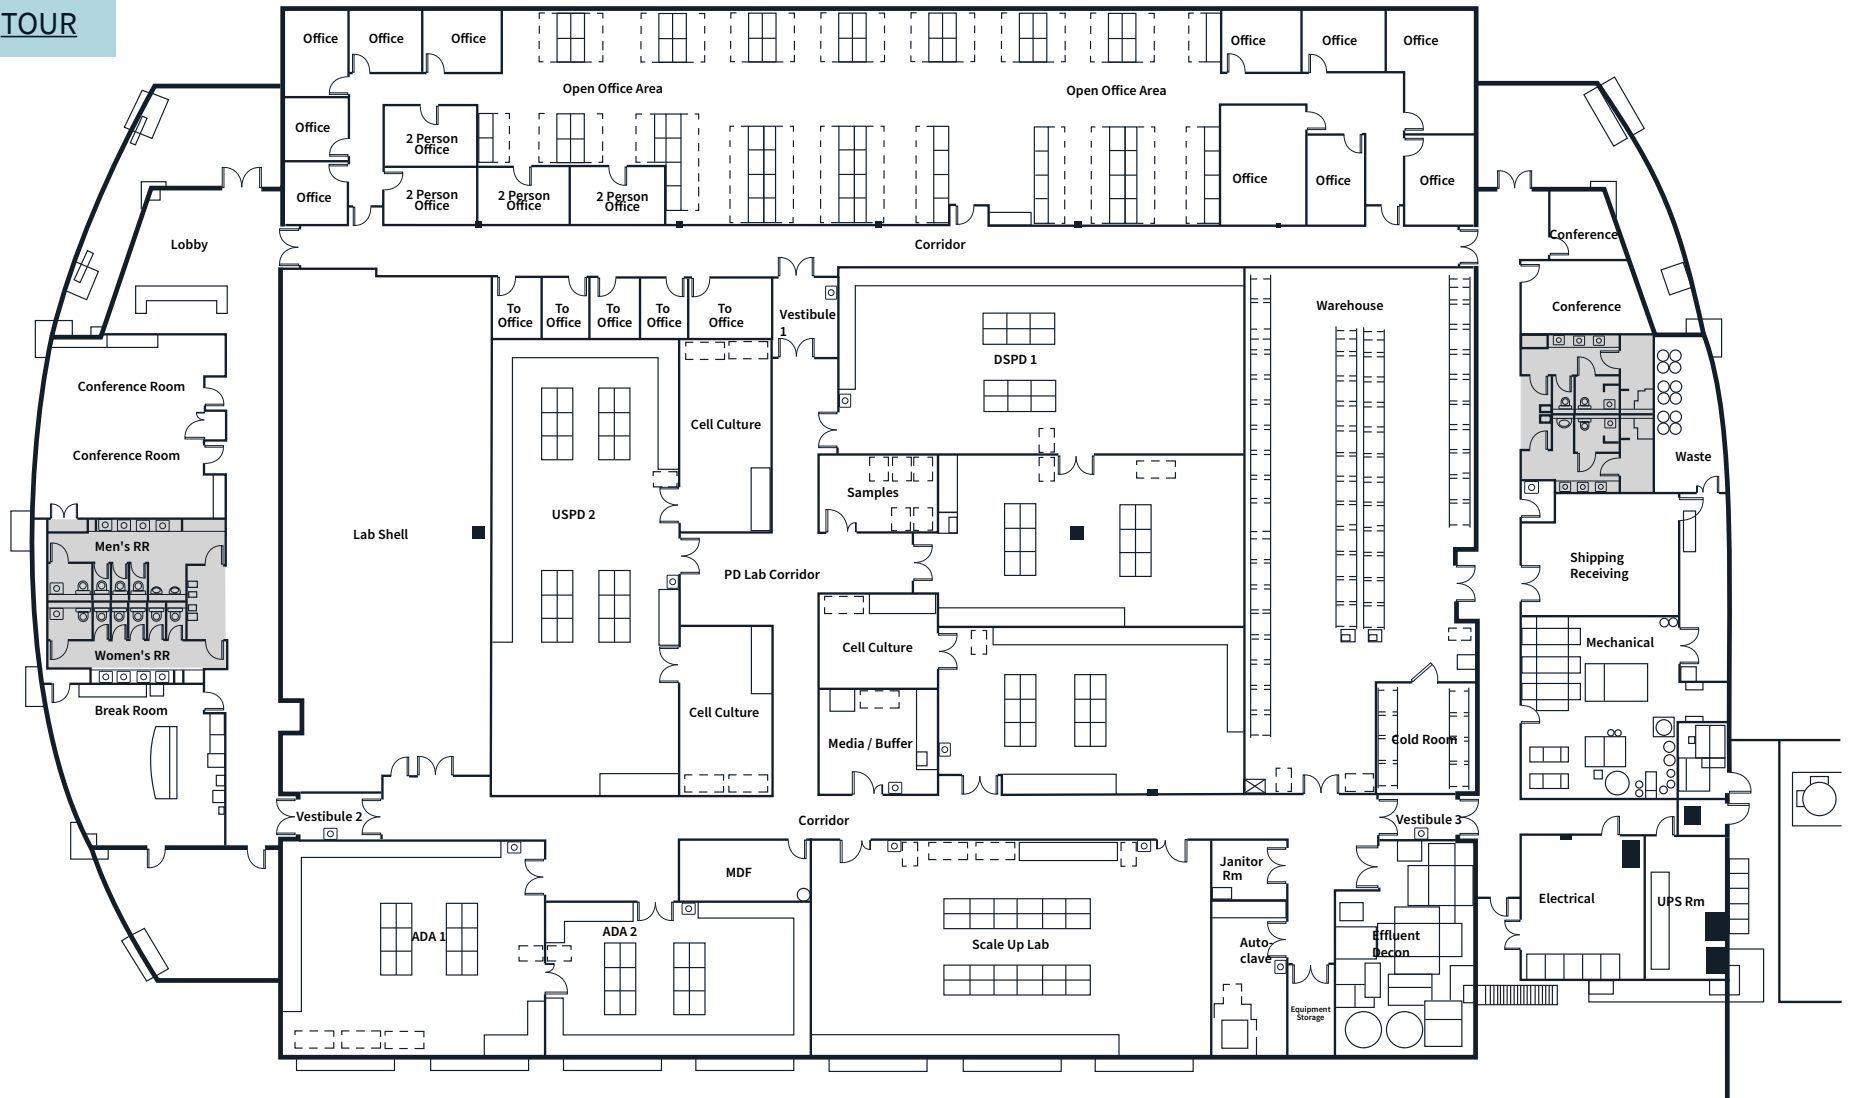 TOUR
Office
Office
Office
Office
Office
Office
Open Office Area
Open Office Area
Office
2 Person
Office
Office
2 Person
Office
2 Person
Office
2 Person
Office
Office
Office
Office
Lobby
Corridor
Conference
Conference
To
Office
To
Office
To
Office
To
Office
To
Office
Vestibule
1
Warehouse
DSPD 1
Conference Room
Cell Culture
Conference Room
Waste
Samples
USPD 2
Lab Shell
Men's RR
PD Lab Corridor
Shipping
Receiving
Women's RR
Cell Culture
Mechanical
Break Room
Cell Culture
Media / Buffer
Cold Room
Vestibule 2
Corridor
Vestibule 3
MDF
Janitor
Rm
Electrical
UPS Rm
ADA 1
ADA 2
Scale Up Lab
Auto-
clave
Effluent
Decon
Equipment
Storage